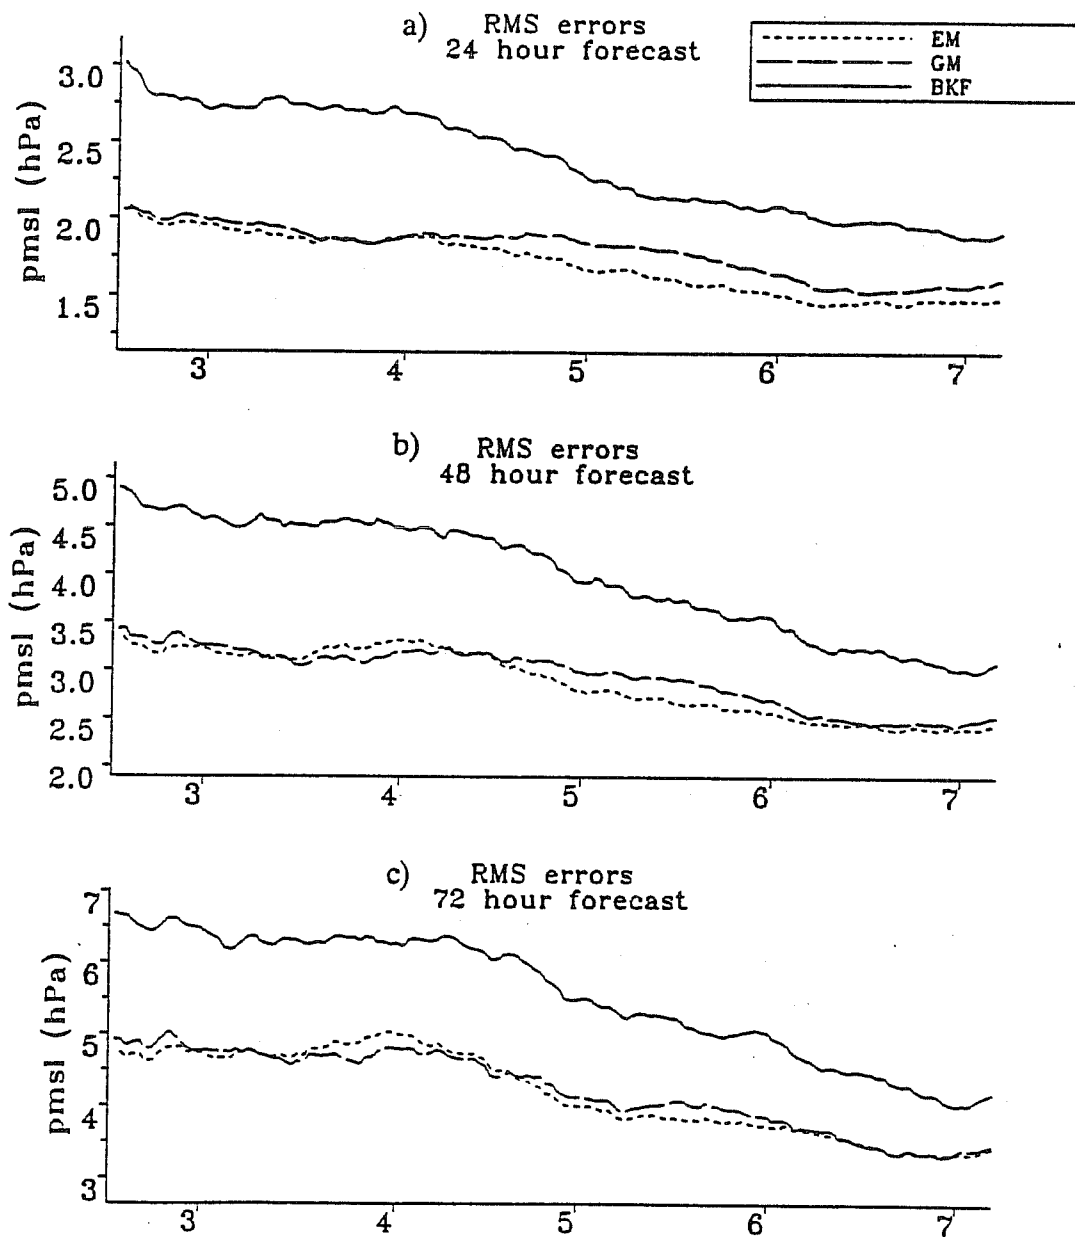 a) RMS errors
24 hour forecast
EM
GM
BKF
pmsl (hPa)
3.0
2.5
2.0
1.5
3 4 5 6 7
b) RMS errors
48 hour forecast
pmsl (hPa)
5.0
4.5
4.0
3.5
3.0
2.5
2.0
3 4 5 6 7
c) RMS errors
72 hour forecast
pmsl (hPa)
7
6
5
4
3
3 4 5 6 7